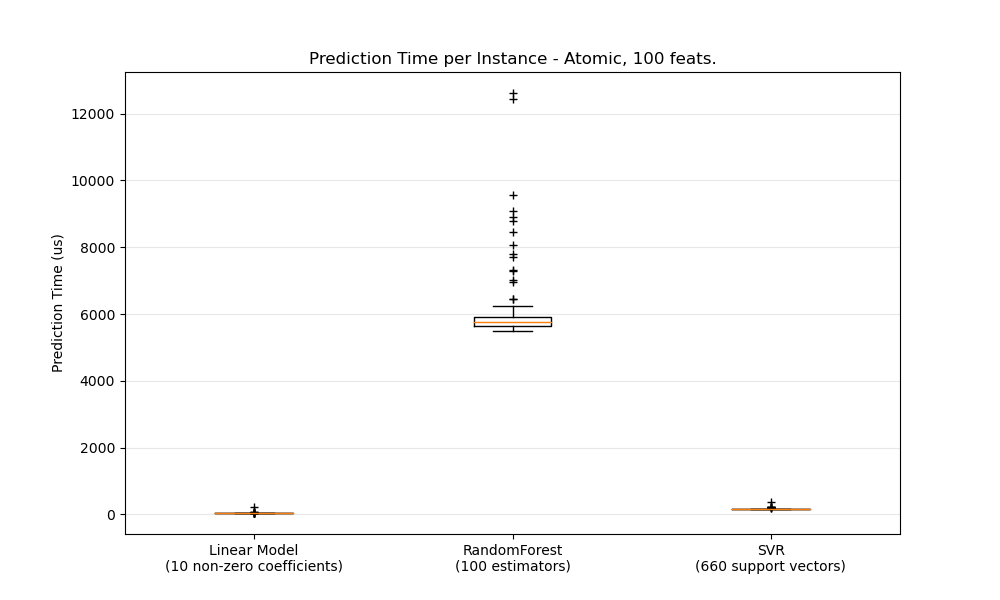 Prediction Time per Instance - Atomic, 100 feats.
12000
10000
8000
6000
4000
2000
0
Prediction Time (us)
Linear Model
(10 non-zero coefficients)
RandomForest
(100 estimators)
SVR
(660 support vectors)